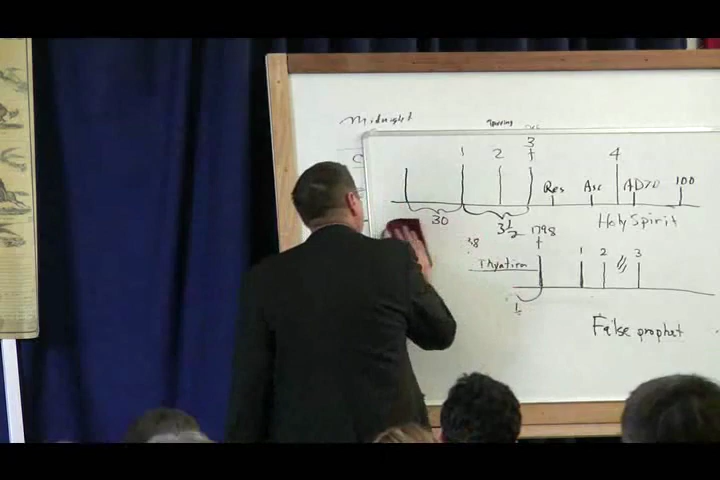 Midnight
3
1 2 4
Res Asc AD70 100
30 3½ Holy Spirit
1798
Thyatira 1 2 3
False prophet